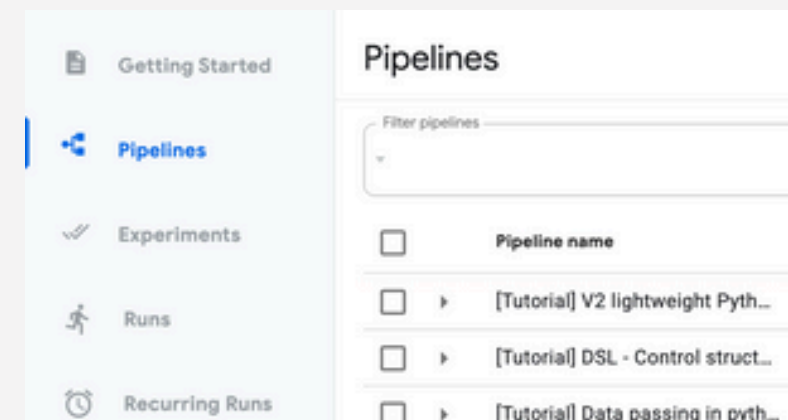 Getting Started
Pipelines
Experiments
Runs
Recurring Runs
Pipelines
Filter pipelines
Pipeline name
[Tutorial] V2 lightweight Pyth...
[Tutorial] DSL - Control struct...
[Tutorial] Data passing in pyth...